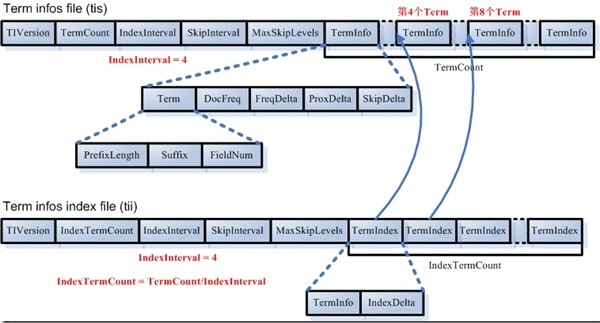 Term infos file (tis)
第4个Term 第8个Term
TIVersion TermCount IndexInterval SkipInterval MaxSkipLevels TermInfo TermInfo TermInfo TermInfo
IndexInterval = 4
TermCount
Term DocFreq FreqDelta ProxDelta SkipDelta
PrefixLength Suffix FieldNum
Term infos index file (tii)
TIVersion IndexTermCount IndexInterval SkipInterval MaxSkipLevels TermIndex TermIndex TermIndex TermIndex
IndexInterval = 4
IndexTermCount
IndexTermCount = TermCount/IndexInterval
TermInfo IndexDelta